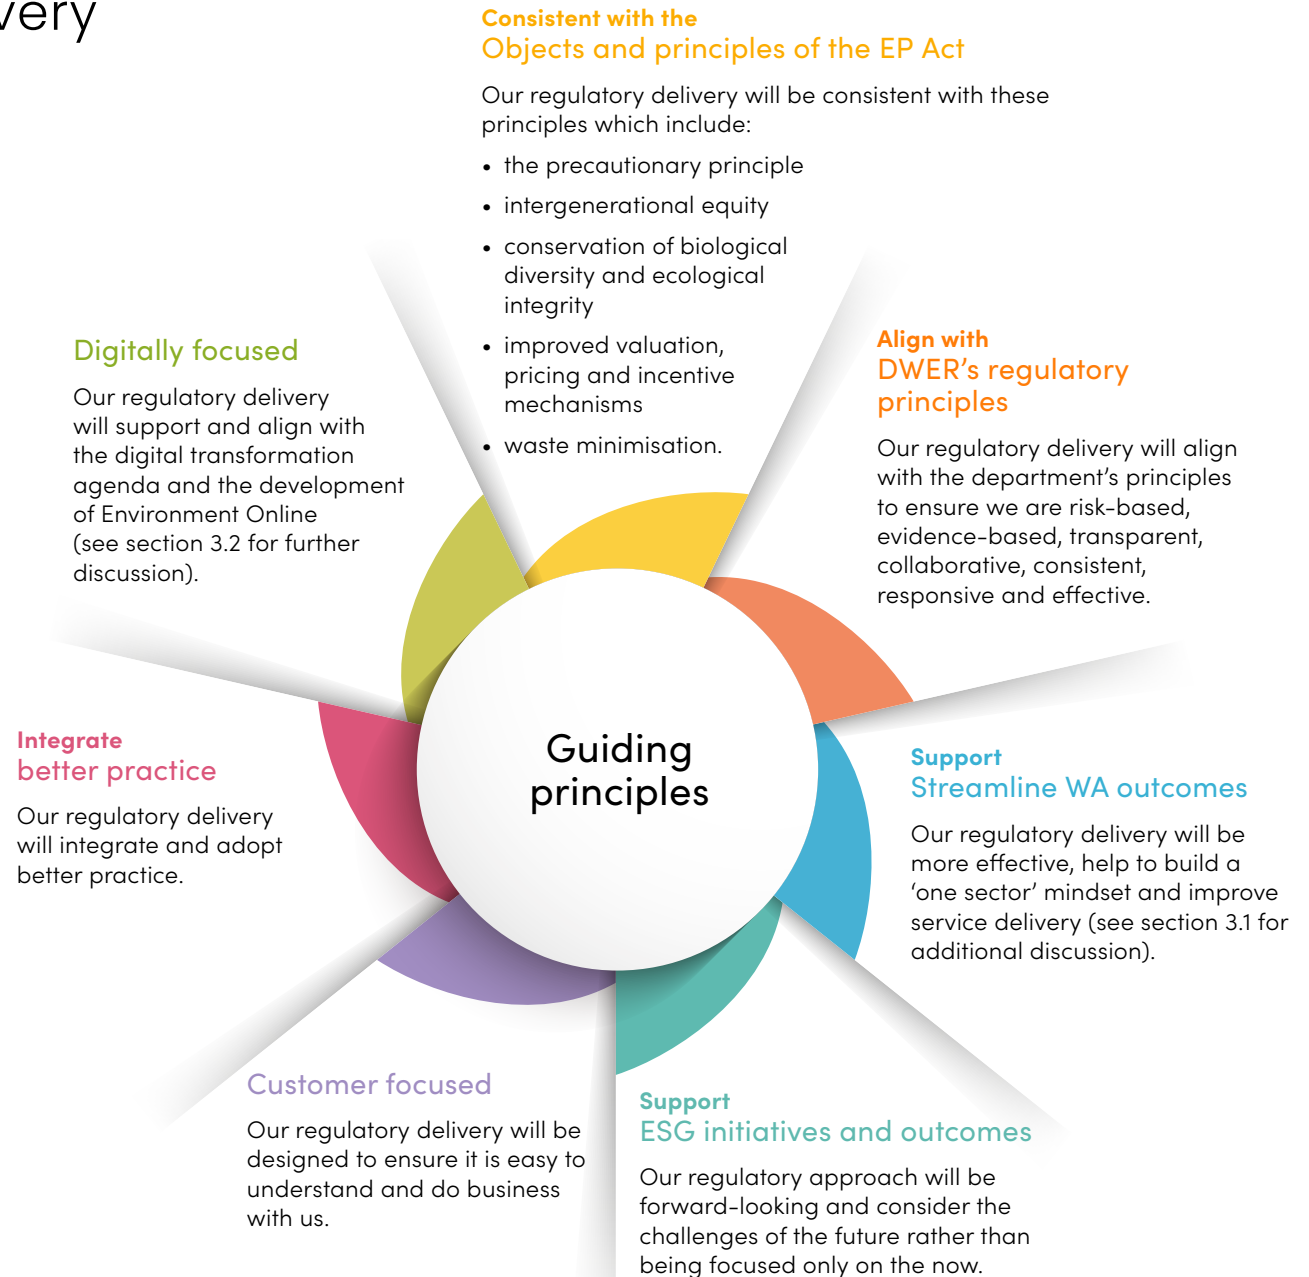 Consistent with the
Objects and principles of the EP Act
Our regulatory delivery will be consistent with these
principles which include:
• the precautionary principle
• intergenerational equity
• conservation of biological
diversity and ecological
integrity
• improved valuation,
pricing and incentive
mechanisms
• waste minimisation.
Align with
DWER’s regulatory
principles
Our regulatory delivery will align
with the department’s principles
to ensure we are risk-based,
evidence-based, transparent,
collaborative, consistent,
responsive and effective.
Support
Streamline WA outcomes
Our regulatory delivery will be
more effective, help to build a
‘one sector’ mindset and improve
service delivery (see section 3.1 for
additional discussion).
Support
ESG initiatives and outcomes
Our regulatory approach will be
forward-looking and consider the
challenges of the future rather than
being focused only on the now.
Customer focused
Our regulatory delivery will be
designed to ensure it is easy to
understand and do business
with us.
Integrate
better practice
Our regulatory delivery
will integrate and adopt
better practice.
Digitally focused
Our regulatory delivery
will support and align with
the digital transformation
agenda and the development
of Environment Online
(see section 3.2 for further
discussion).
Guiding
principles